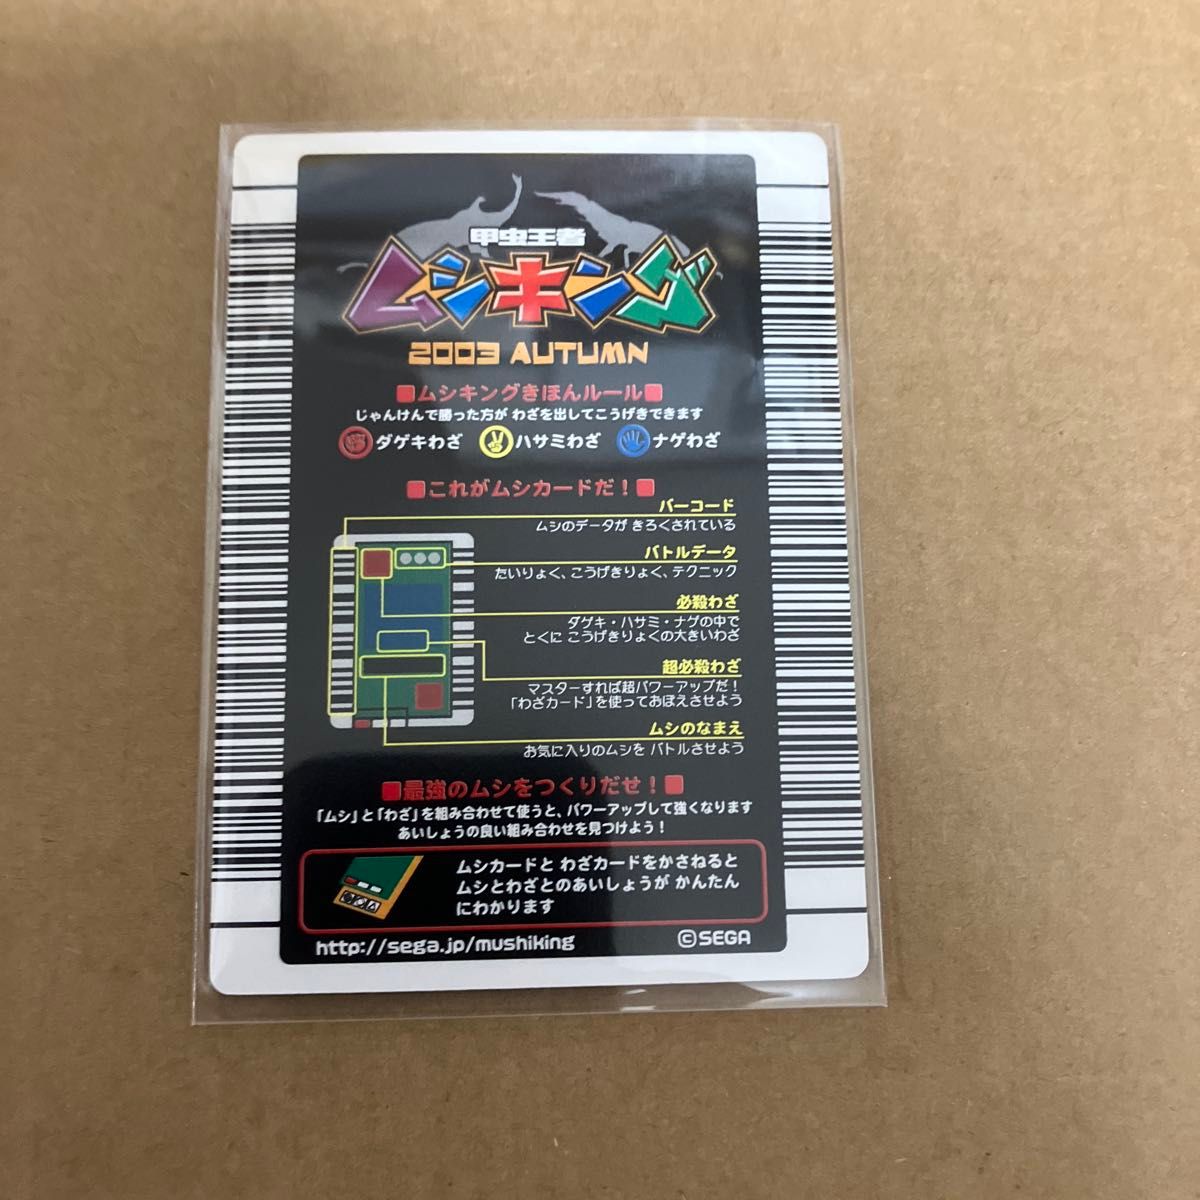 甲虫王者
ムシキング
2003 AUTUMN
■ムシキングきほんルール■
じゃんけんで勝った方が わざを出してこうげきできます
ダゲキわざ ハサミわざ ナゲわざ
■これがムシカードだ！■
バーコード
ムシのデータが きろくされている
バトルデータ
たいりょく、こうげきりょく、テクニック
必殺わざ
ダゲキ・ハサミ・ナゲの中で
とくに こうげきりょくの大きいわざ
超必殺わざ
マスターすれば超パワーアップだ！
「わざカード」を使っておぼえさせよう
ムシのなまえ
お気に入りのムシを バトルさせよう
■最強のムシをつくりだせ！■
「ムシ」と「わざ」を組み合わせて使うと、パワーアップして強くなります
あいしょうの良い組み合わせを見つけよう！
ムシカードと わざカードをかさねると
ムシとわざとのあいしょうが かんたん
にわかります
http://sega.jp/mushiking ©SEGA